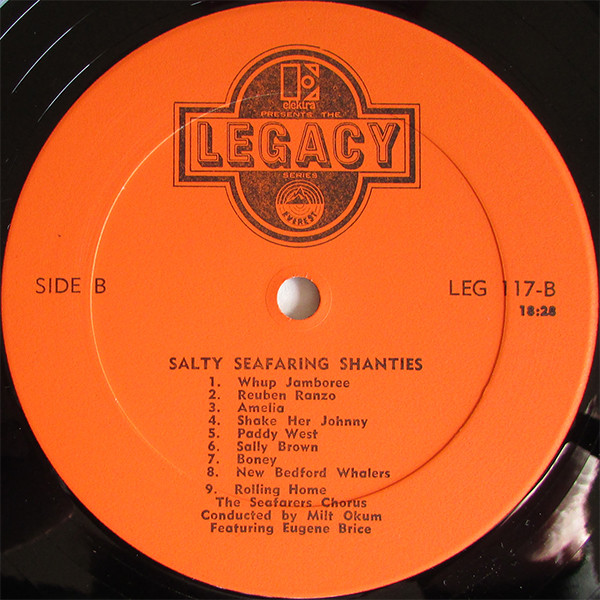 elektra
PRESENTS THE
LEGACY
SERIES
EVEREST
SIDE B
LEG 117-B
18:28
SALTY SEAFARING SHANTIES
1. Whup Jamboree
2. Reuben Ranzo
3. Amelia
4. Shake Her Johnny
5. Paddy West
6. Sally Brown
7. Boney
8. New Bedford Whalers
9. Rolling Home
The Seafarers Chorus
Conducted by Milt Okum
Featuring Eugene Brice